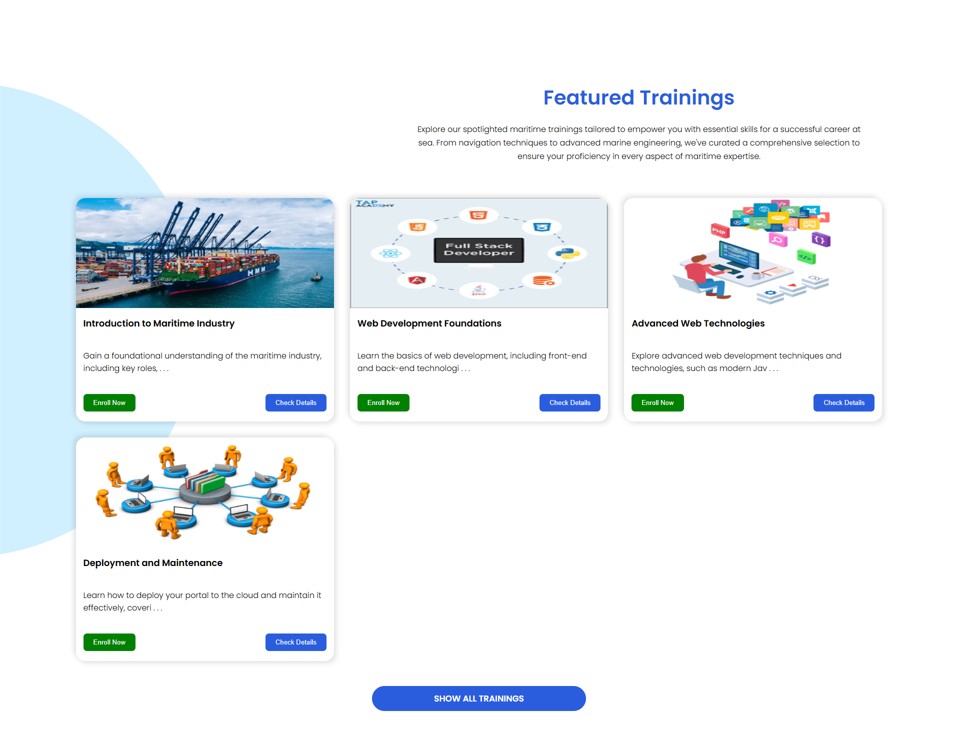 Featured Trainings
Explore our spotlighted maritime trainings tailored to empower you with essential skills for a successful career at
sea. From navigation techniques to advanced marine engineering, we've curated a comprehensive selection to
ensure your proficiency in every aspect of maritime expertise.
HMM
TAP
ACADEMY
Full Stack
Developer
PHP
Introduction to Maritime Industry
Gain a foundational understanding of the maritime industry,
including key roles, . . .
Enroll Now
Check Details
Web Development Foundations
Learn the basics of web development, including front-end
and back-end technologi . . .
Enroll Now
Check Details
Advanced Web Technologies
Explore advanced web development techniques and
technologies, such as modern Jav . . .
Enroll Now
Check Details
Deployment and Maintenance
Learn how to deploy your portal to the cloud and maintain it
effectively, coveri . . .
Enroll Now
Check Details
SHOW ALL TRAININGS